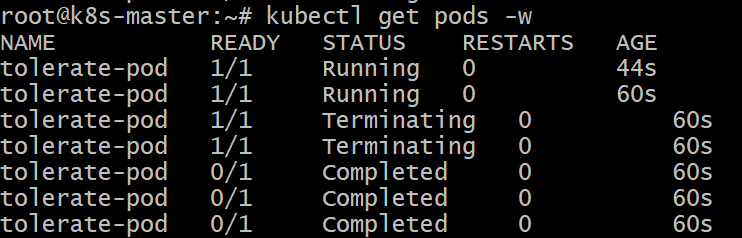 root@k8s-master:~# kubectl get pods -w
NAME READY STATUS RESTARTS AGE
tolerate-pod 1/1 Running 0 44s
tolerate-pod 1/1 Running 0 60s
tolerate-pod 1/1 Terminating 0 60s
tolerate-pod 1/1 Terminating 0 60s
tolerate-pod 0/1 Completed 0 60s
tolerate-pod 0/1 Completed 0 60s
tolerate-pod 0/1 Completed 0 60s